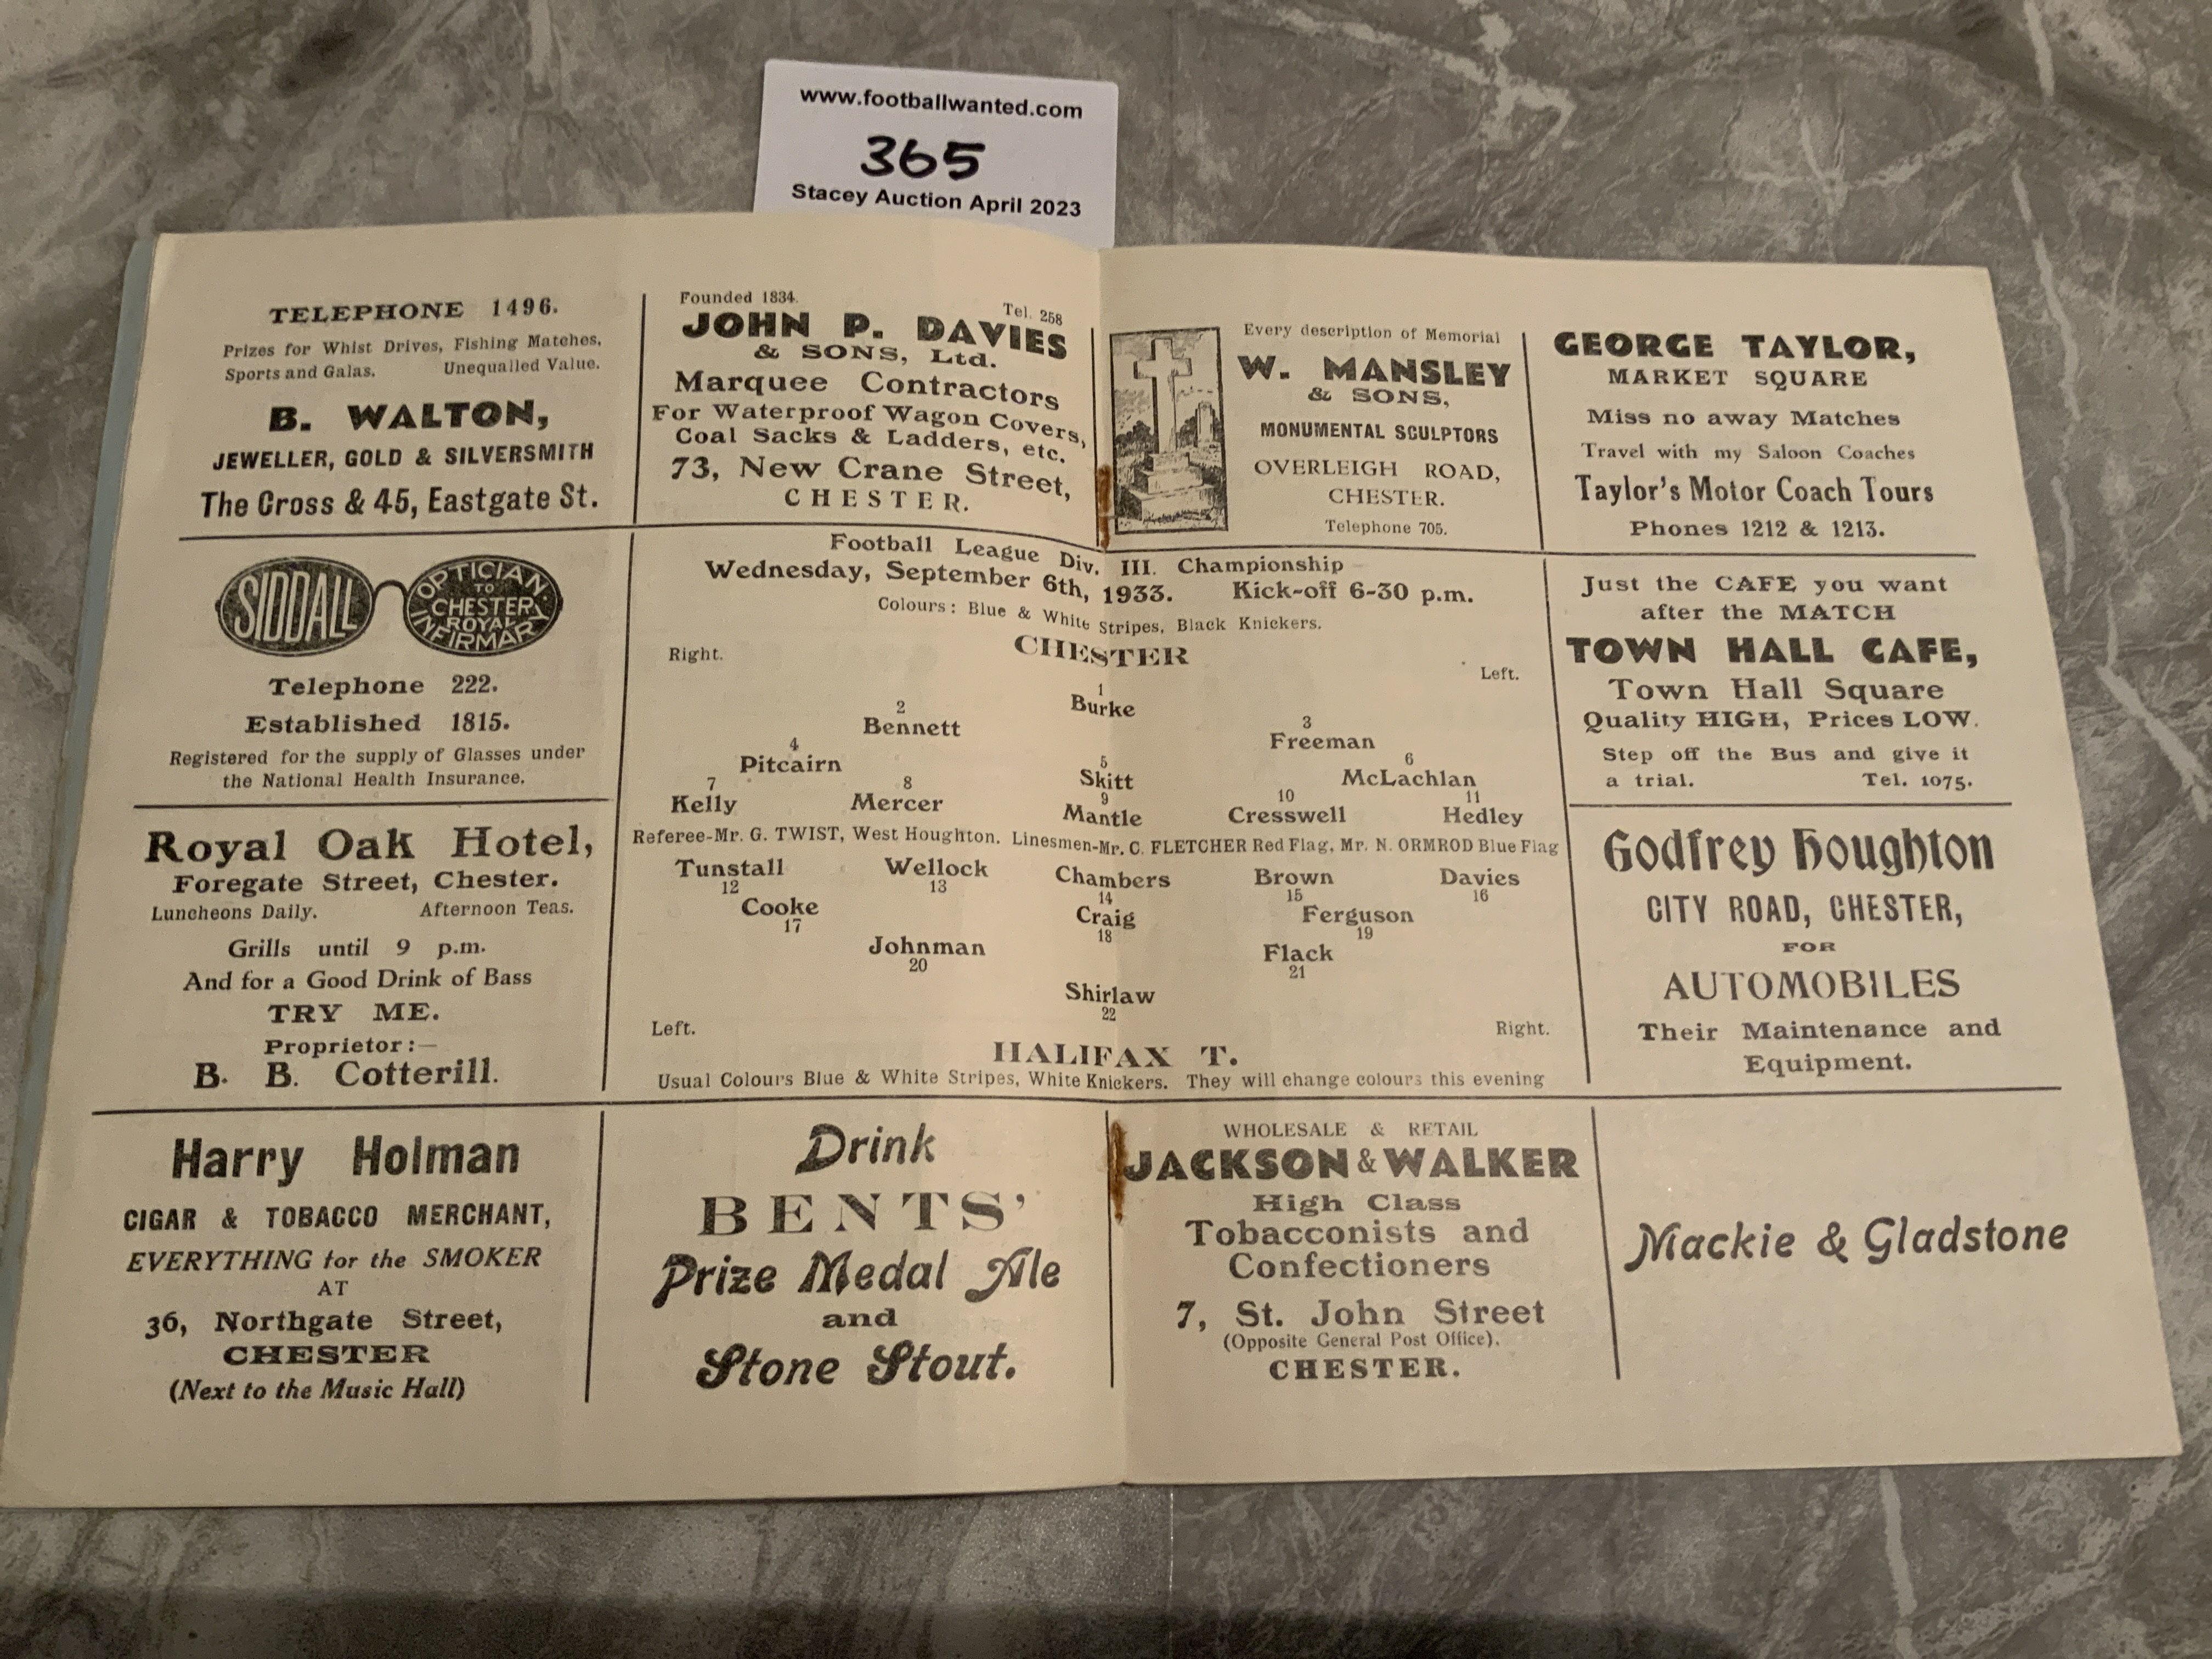 www.footballwanted.com
365
Stacey Auction April 2023
TELEPHONE 1496.
Prizes for Whist Drives, Fishing Matches,
Sports and Galas. Unequalled Value.
B. WALTON,
JEWELLER, GOLD & SILVERSMITH
The Cross & 45, Eastgate St.
Founded 1834. Tel. 258
JOHN P. DAVIES
& SONS, Ltd.
Marquee Contractors
For Waterproof Wagon Covers,
Coal Sacks & Ladders, etc.
73, New Crane Street,
CHESTER.
Every description of Memorial
W. MANSLEY
& SONS,
MONUMENTAL SCULPTORS
OVERLEIGH ROAD,
CHESTER.
Telephone 705.
GEORGE TAYLOR,
MARKET SQUARE
Miss no away Matches
Travel with my Saloon Coaches
Taylor's Motor Coach Tours
Phones 1212 & 1213.
SIDDALL
OPTICIAN
TO
CHESTER
ROYAL
INFIRMARY
Telephone 222.
Established 1815.
Registered for the supply of Glasses under
the National Health Insurance.
Football League Div. III. Championship
Wednesday, September 6th, 1933. Kick-off 6-30 p.m.
Colours: Blue & White Stripes, Black Knickers.
CHESTER
Right. Left.
1
Burke
2 3
Bennett Freeman
4 5 6
Pitcairn Skitt McLachlan
7 8 9 10 11
Kelly Mercer Mantle Cresswell Hedley
Referee-Mr. G. TWIST, West Houghton. Linesmen-Mr. C. FLETCHER Red Flag, Mr. N. ORMROD Blue Flag
Tunstall Wellock Chambers Brown Davies
12 13 14 15 16
Cooke Craig Ferguson
17 18 19
Johnman Flack
20 21
Shirlaw
22
Left. Right.
HALIFAX T.
Usual Colours Blue & White Stripes, White Knickers. They will change colours this evening
Just the CAFE you want
after the MATCH
TOWN HALL CAFE,
Town Hall Square
Quality HIGH, Prices LOW.
Step off the Bus and give it
a trial. Tel. 1075.
Royal Oak Hotel,
Foregate Street, Chester.
Luncheons Daily. Afternoon Teas.
Grills until 9 p.m.
And for a Good Drink of Bass
TRY ME.
Proprietor:—
B. B. Cotterill.
Godfrey Houghton
CITY ROAD, CHESTER,
FOR
AUTOMOBILES
Their Maintenance and
Equipment.
Harry Holman
CIGAR & TOBACCO MERCHANT,
EVERYTHING for the SMOKER
AT
36, Northgate Street,
CHESTER
(Next to the Music Hall)
Drink
BENTS'
Prize Medal Ale
and
Stone Stout.
WHOLESALE & RETAIL
JACKSON & WALKER
High Class
Tobacconists and
Confectioners
7, St. John Street
(Opposite General Post Office).
CHESTER.
Mackie & Gladstone